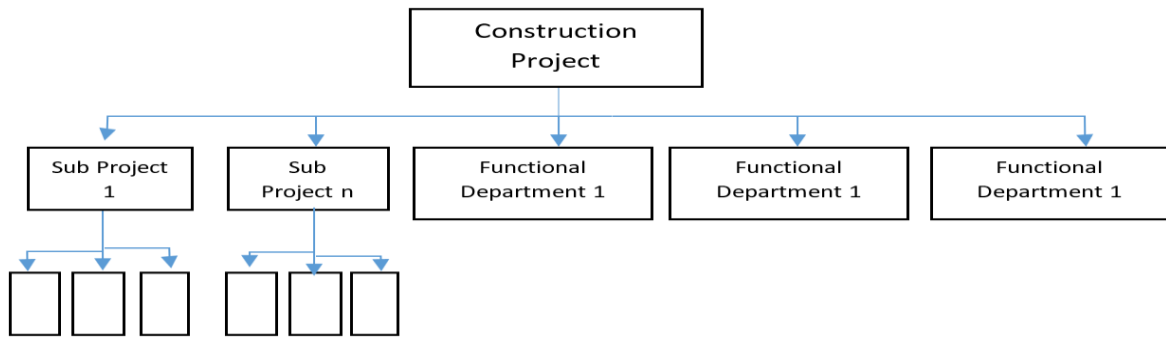 Construction
Project
Sub Project
1
Sub
Project n
Functional
Department 1
Functional
Department 1
Functional
Department 1